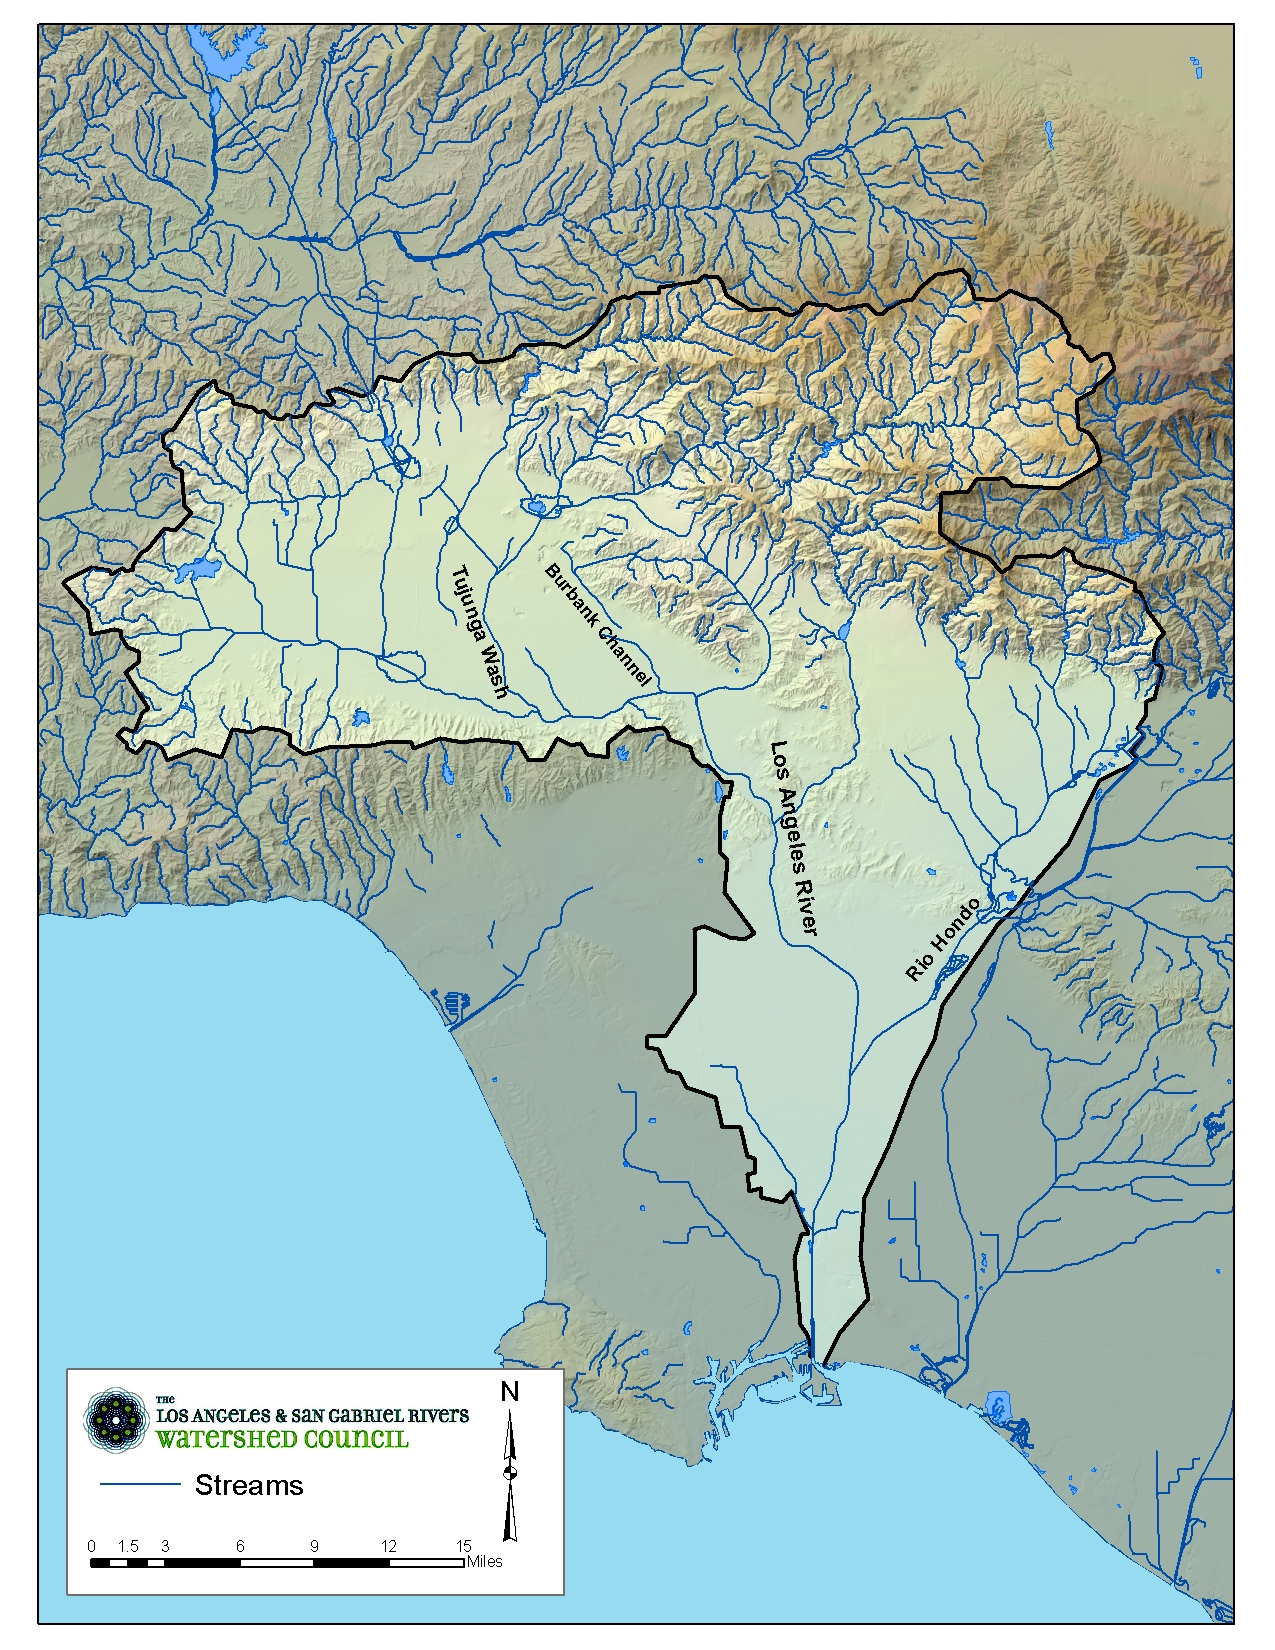 Tujunga Wash
Burbank Channel
Los Angeles River
Rio Hondo
THE
LOS ANGELES & SAN GABRIEL RIVERS
WATERSHED COUNCIL
N
Streams
0 1.5 3 6 9 12 15
Miles